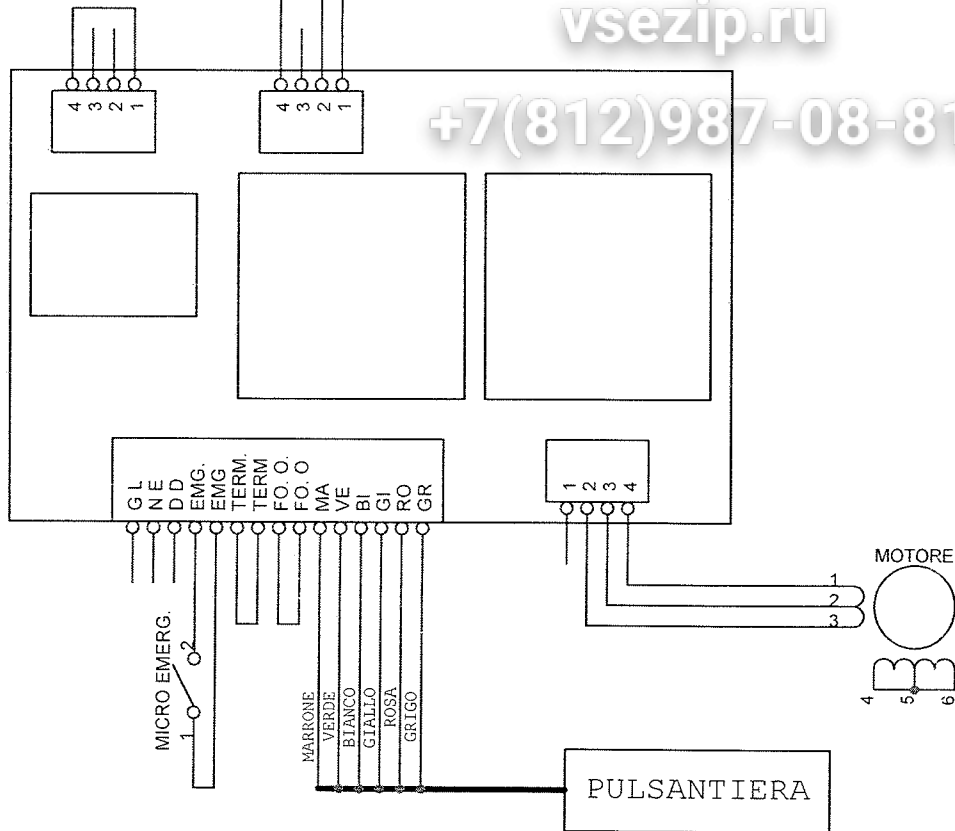 vsezip.ru
+7(812)987-08-81
4 3 2 1
4 3 2 1
G L
N E
D D
EMG.
EMG
TERM.
TERM
FO. O.
FO. O
MA
VE
BI
GI
RO
GR
1
2
3
4
MOTORE
1
2
3
4
5
6
MICRO EMERG.
2
1
MARRONE
VERDE
BIANCO
GIALLO
ROSA
GRIGO
PULSANTIERA